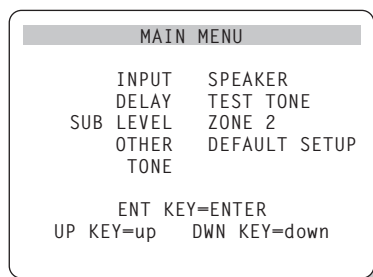 MAIN MENU
INPUT SPEAKER
DELAY TEST TONE
SUB LEVEL ZONE 2
OTHER DEFAULT SETUP
TONE
ENT KEY=ENTER
UP KEY=up DWN KEY=down